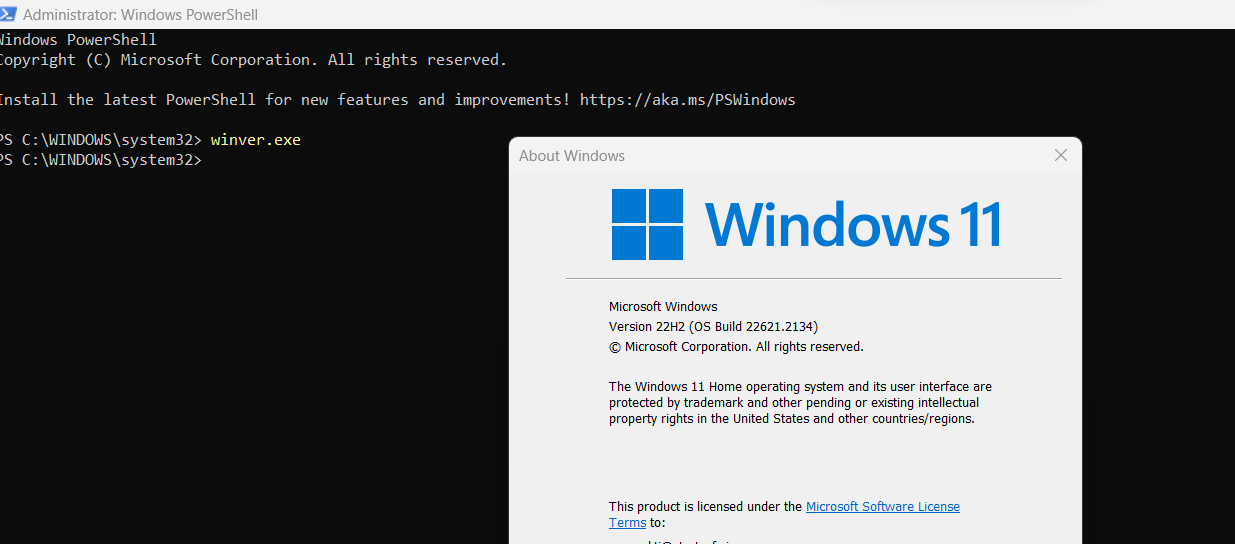 Administrator: Windows PowerShell
Windows PowerShell
Copyright (C) Microsoft Corporation. All rights reserved.
Install the latest PowerShell for new features and improvements! https://aka.ms/PSWindows
PS C:\WINDOWS\system32> winver.exe
PS C:\WINDOWS\system32>
About Windows
Windows 11
Microsoft Windows
Version 22H2 (OS Build 22621.2134)
© Microsoft Corporation. All rights reserved.
The Windows 11 Home operating system and its user interface are
protected by trademark and other pending or existing intellectual
property rights in the United States and other countries/regions.
This product is licensed under the Microsoft Software License
Terms to: